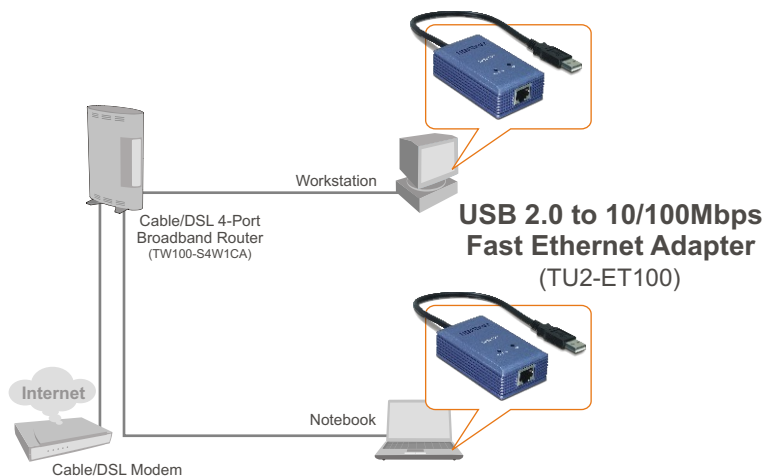 Workstation
Cable/DSL 4-Port
Broadband Router
(TW100-S4W1CA)
USB 2.0 to 10/100Mbps
Fast Ethernet Adapter
(TU2-ET100)
Internet
Notebook
Cable/DSL Modem